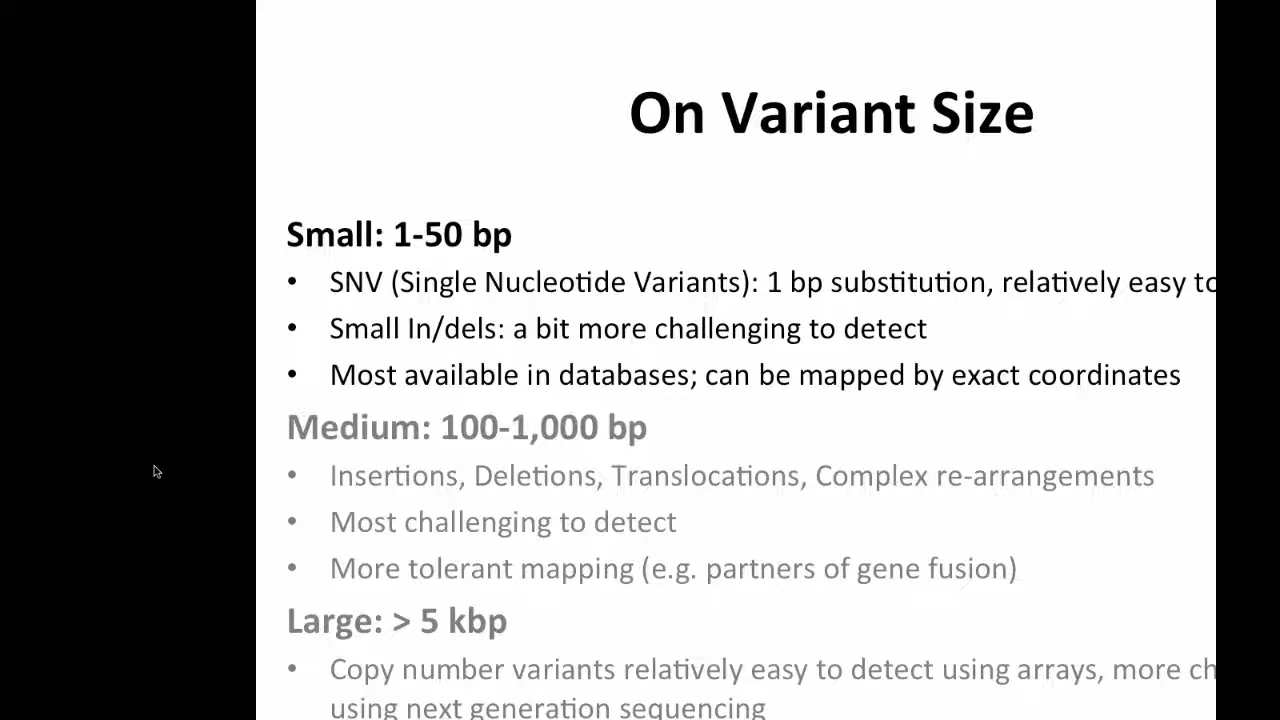 On Variant Size
Small: 1-50 bp
• SNV (Single Nucleotide Variants): 1 bp substitution, relatively easy to
• Small In/dels: a bit more challenging to detect
• Most available in databases; can be mapped by exact coordinates
Medium: 100-1,000 bp
• Insertions, Deletions, Translocations, Complex re-arrangements
• Most challenging to detect
• More tolerant mapping (e.g. partners of gene fusion)
Large: > 5 kbp
• Copy number variants relatively easy to detect using arrays, more
using next generation sequencing